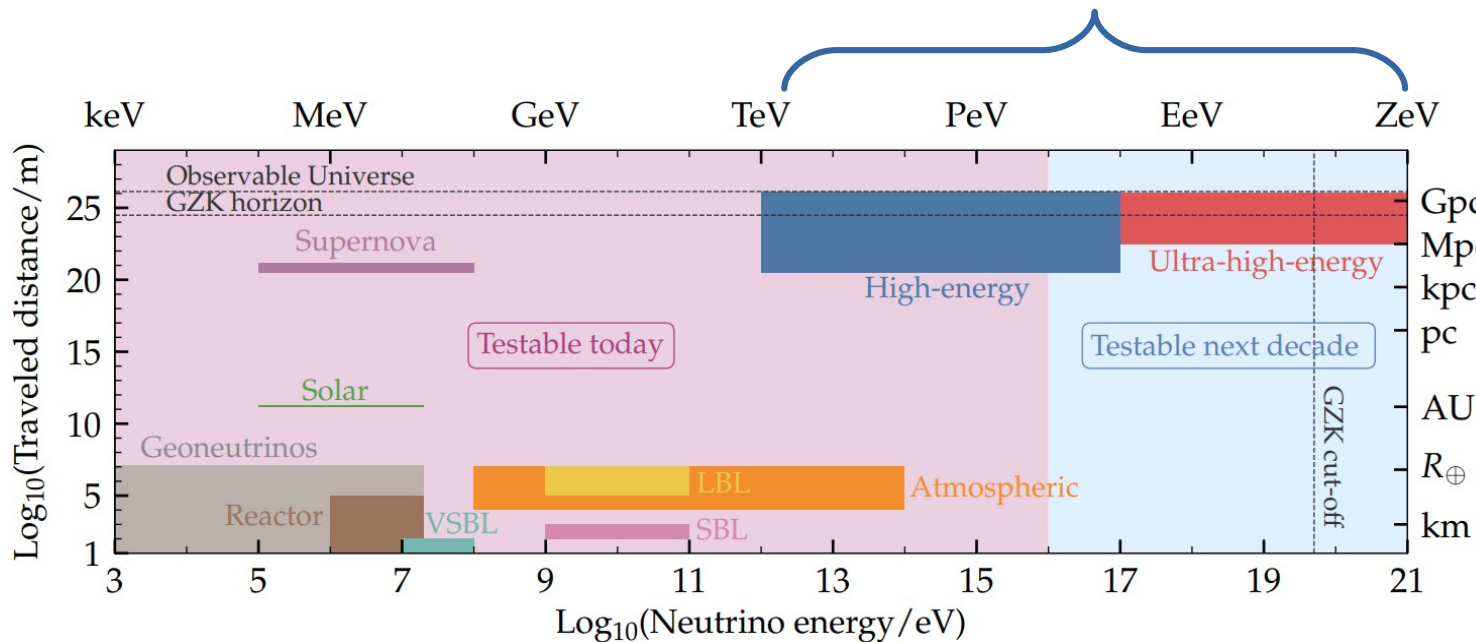 keV MeV GeV TeV PeV EeV ZeV
Observable Universe
GZK horizon
Supernova
High-energy
Ultra-high-energy
Testable today
Testable next decade
Solar
Geoneutrinos
Reactor
VSBL
LBL
SBL
Atmospheric
GZK cut-off
Log₁₀(Traveled distance/m)
25
20
15
10
5
1
Gpc
Mpc
kpc
pc
AU
R⊕
km
3 5 7 9 11 13 15 17 19 21
Log₁₀(Neutrino energy/eV)